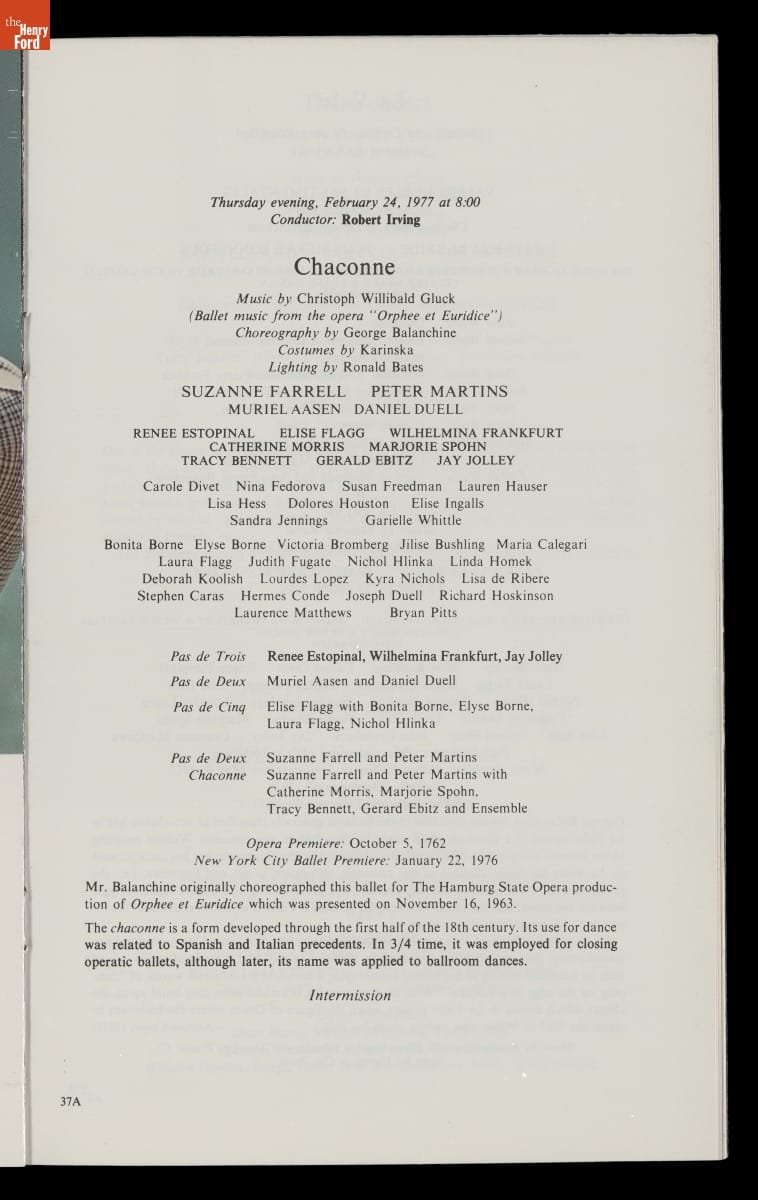 the
Henry
Ford
Thursday evening, February 24, 1977 at 8:00
Conductor: Robert Irving
Chaconne
Music by Christoph Willibald Gluck
(Ballet music from the opera "Orphee et Euridice")
Choreography by George Balanchine
Costumes by Karinska
Lighting by Ronald Bates
SUZANNE FARRELL PETER MARTINS
MURIEL AASEN DANIEL DUELL
RENEE ESTOPINAL ELISE FLAGG WILHELMINA FRANKFURT
CATHERINE MORRIS MARJORIE SPOHN
TRACY BENNETT GERALD EBITZ JAY JOLLEY
Carole Divet Nina Fedorova Susan Freedman Lauren Hauser
Lisa Hess Dolores Houston Elise Ingalls
Sandra Jennings Garielle Whittle
Bonita Borne Elyse Borne Victoria Bromberg Jilise Bushling Maria Calegari
Laura Flagg Judith Fugate Nichol Hlinka Linda Homek
Deborah Koolish Lourdes Lopez Kyra Nichols Lisa de Ribere
Stephen Caras Hermes Conde Joseph Duell Richard Hoskinson
Laurence Matthews Bryan Pitts
Pas de Trois Renee Estopinal, Wilhelmina Frankfurt, Jay Jolley
Pas de Deux Muriel Aasen and Daniel Duell
Pas de Cinq Elise Flagg with Bonita Borne, Elyse Borne,
Laura Flagg, Nichol Hlinka
Pas de Deux Suzanne Farrell and Peter Martins
Chaconne Suzanne Farrell and Peter Martins with
Catherine Morris, Marjorie Spohn,
Tracy Bennett, Gerard Ebitz and Ensemble
Opera Premiere: October 5, 1762
New York City Ballet Premiere: January 22, 1976
Mr. Balanchine originally choreographed this ballet for The Hamburg State Opera produc-
tion of Orphee et Euridice which was presented on November 16, 1963.
The chaconne is a form developed through the first half of the 18th century. Its use for dance
was related to Spanish and Italian precedents. In 3/4 time, it was employed for closing
operatic ballets, although later, its name was applied to ballroom dances.
Intermission
37A